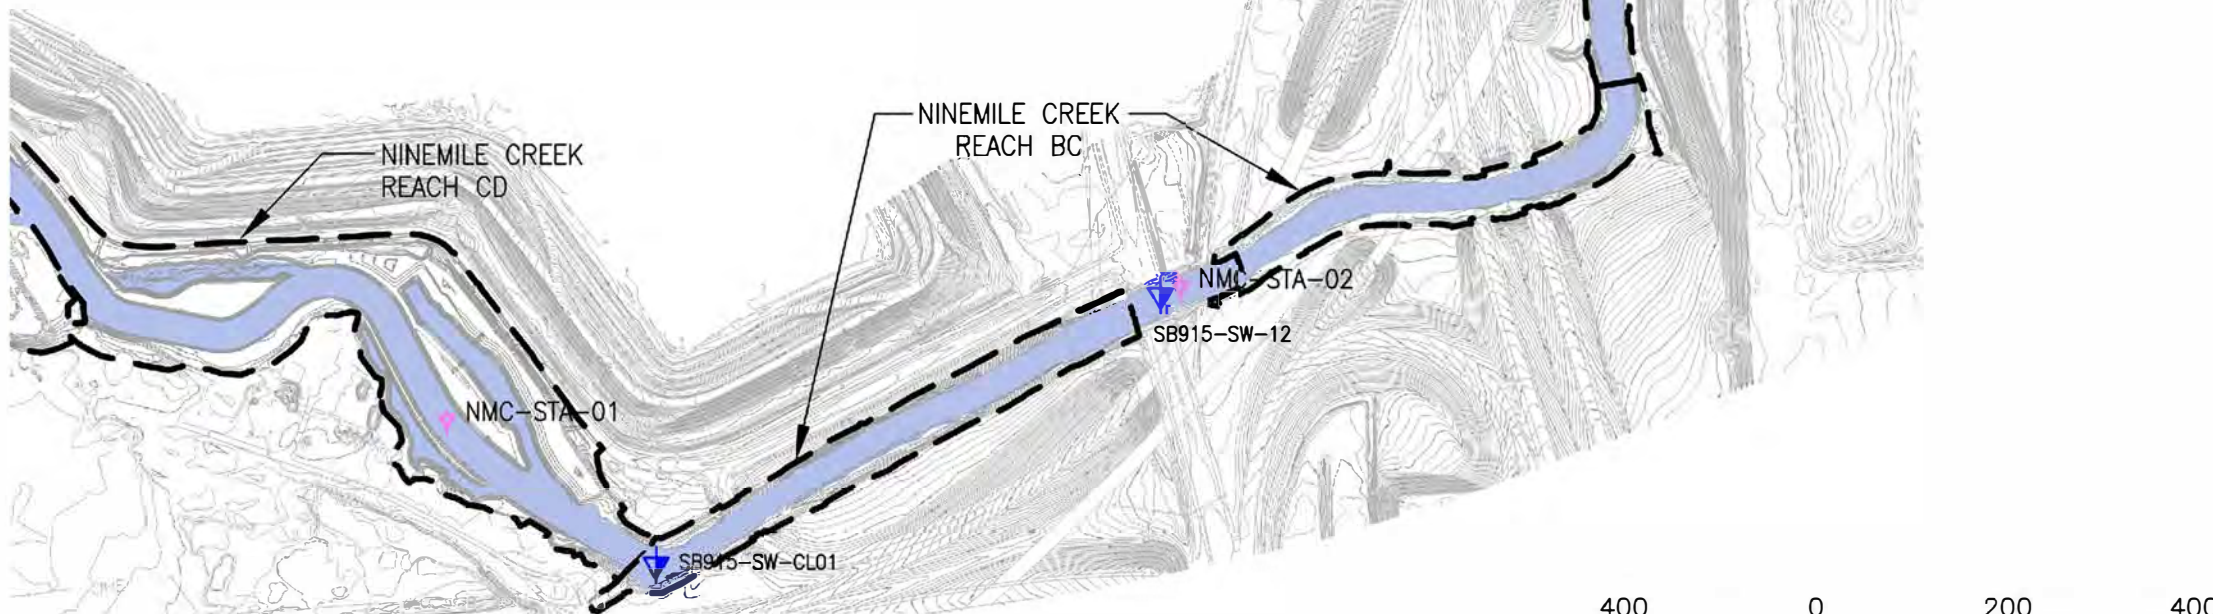 NINEMILE CREEK
REACH BC
NINEMILE CREEK
REACH CD
NMC-STA-02
SB915-SW-12
NMC-STA-01
SB915-SW-CL01
400 0 200 400